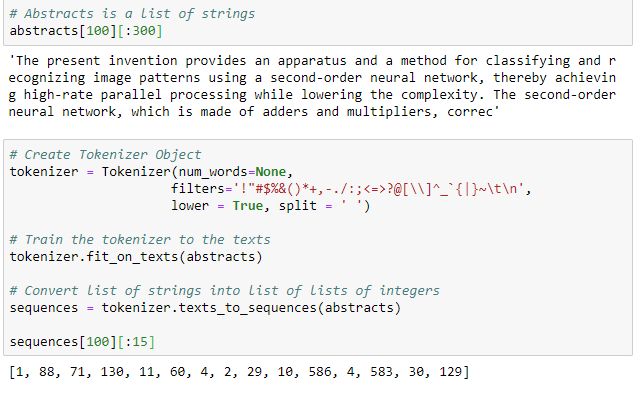 # Abstracts is a list of strings
abstracts[100][:300]
'The present invention provides an apparatus and a method for classifying and r
ecognizing image patterns using a second-order neural network, thereby achievin
g high-rate parallel processing while lowering the complexity. The second-order
neural network, which is made of adders and multipliers, correc'
# Create Tokenizer Object
tokenizer = Tokenizer(num_words=None,
filters='!"#$%&()*+,-./:;<=>?@[\\]^_`{|}~\t\n',
lower = True, split = ' ')
# Train the tokenizer to the texts
tokenizer.fit_on_texts(abstracts)
# Convert list of strings into list of lists of integers
sequences = tokenizer.texts_to_sequences(abstracts)
sequences[100][:15]
[1, 88, 71, 130, 11, 60, 4, 2, 29, 10, 586, 4, 583, 30, 129]